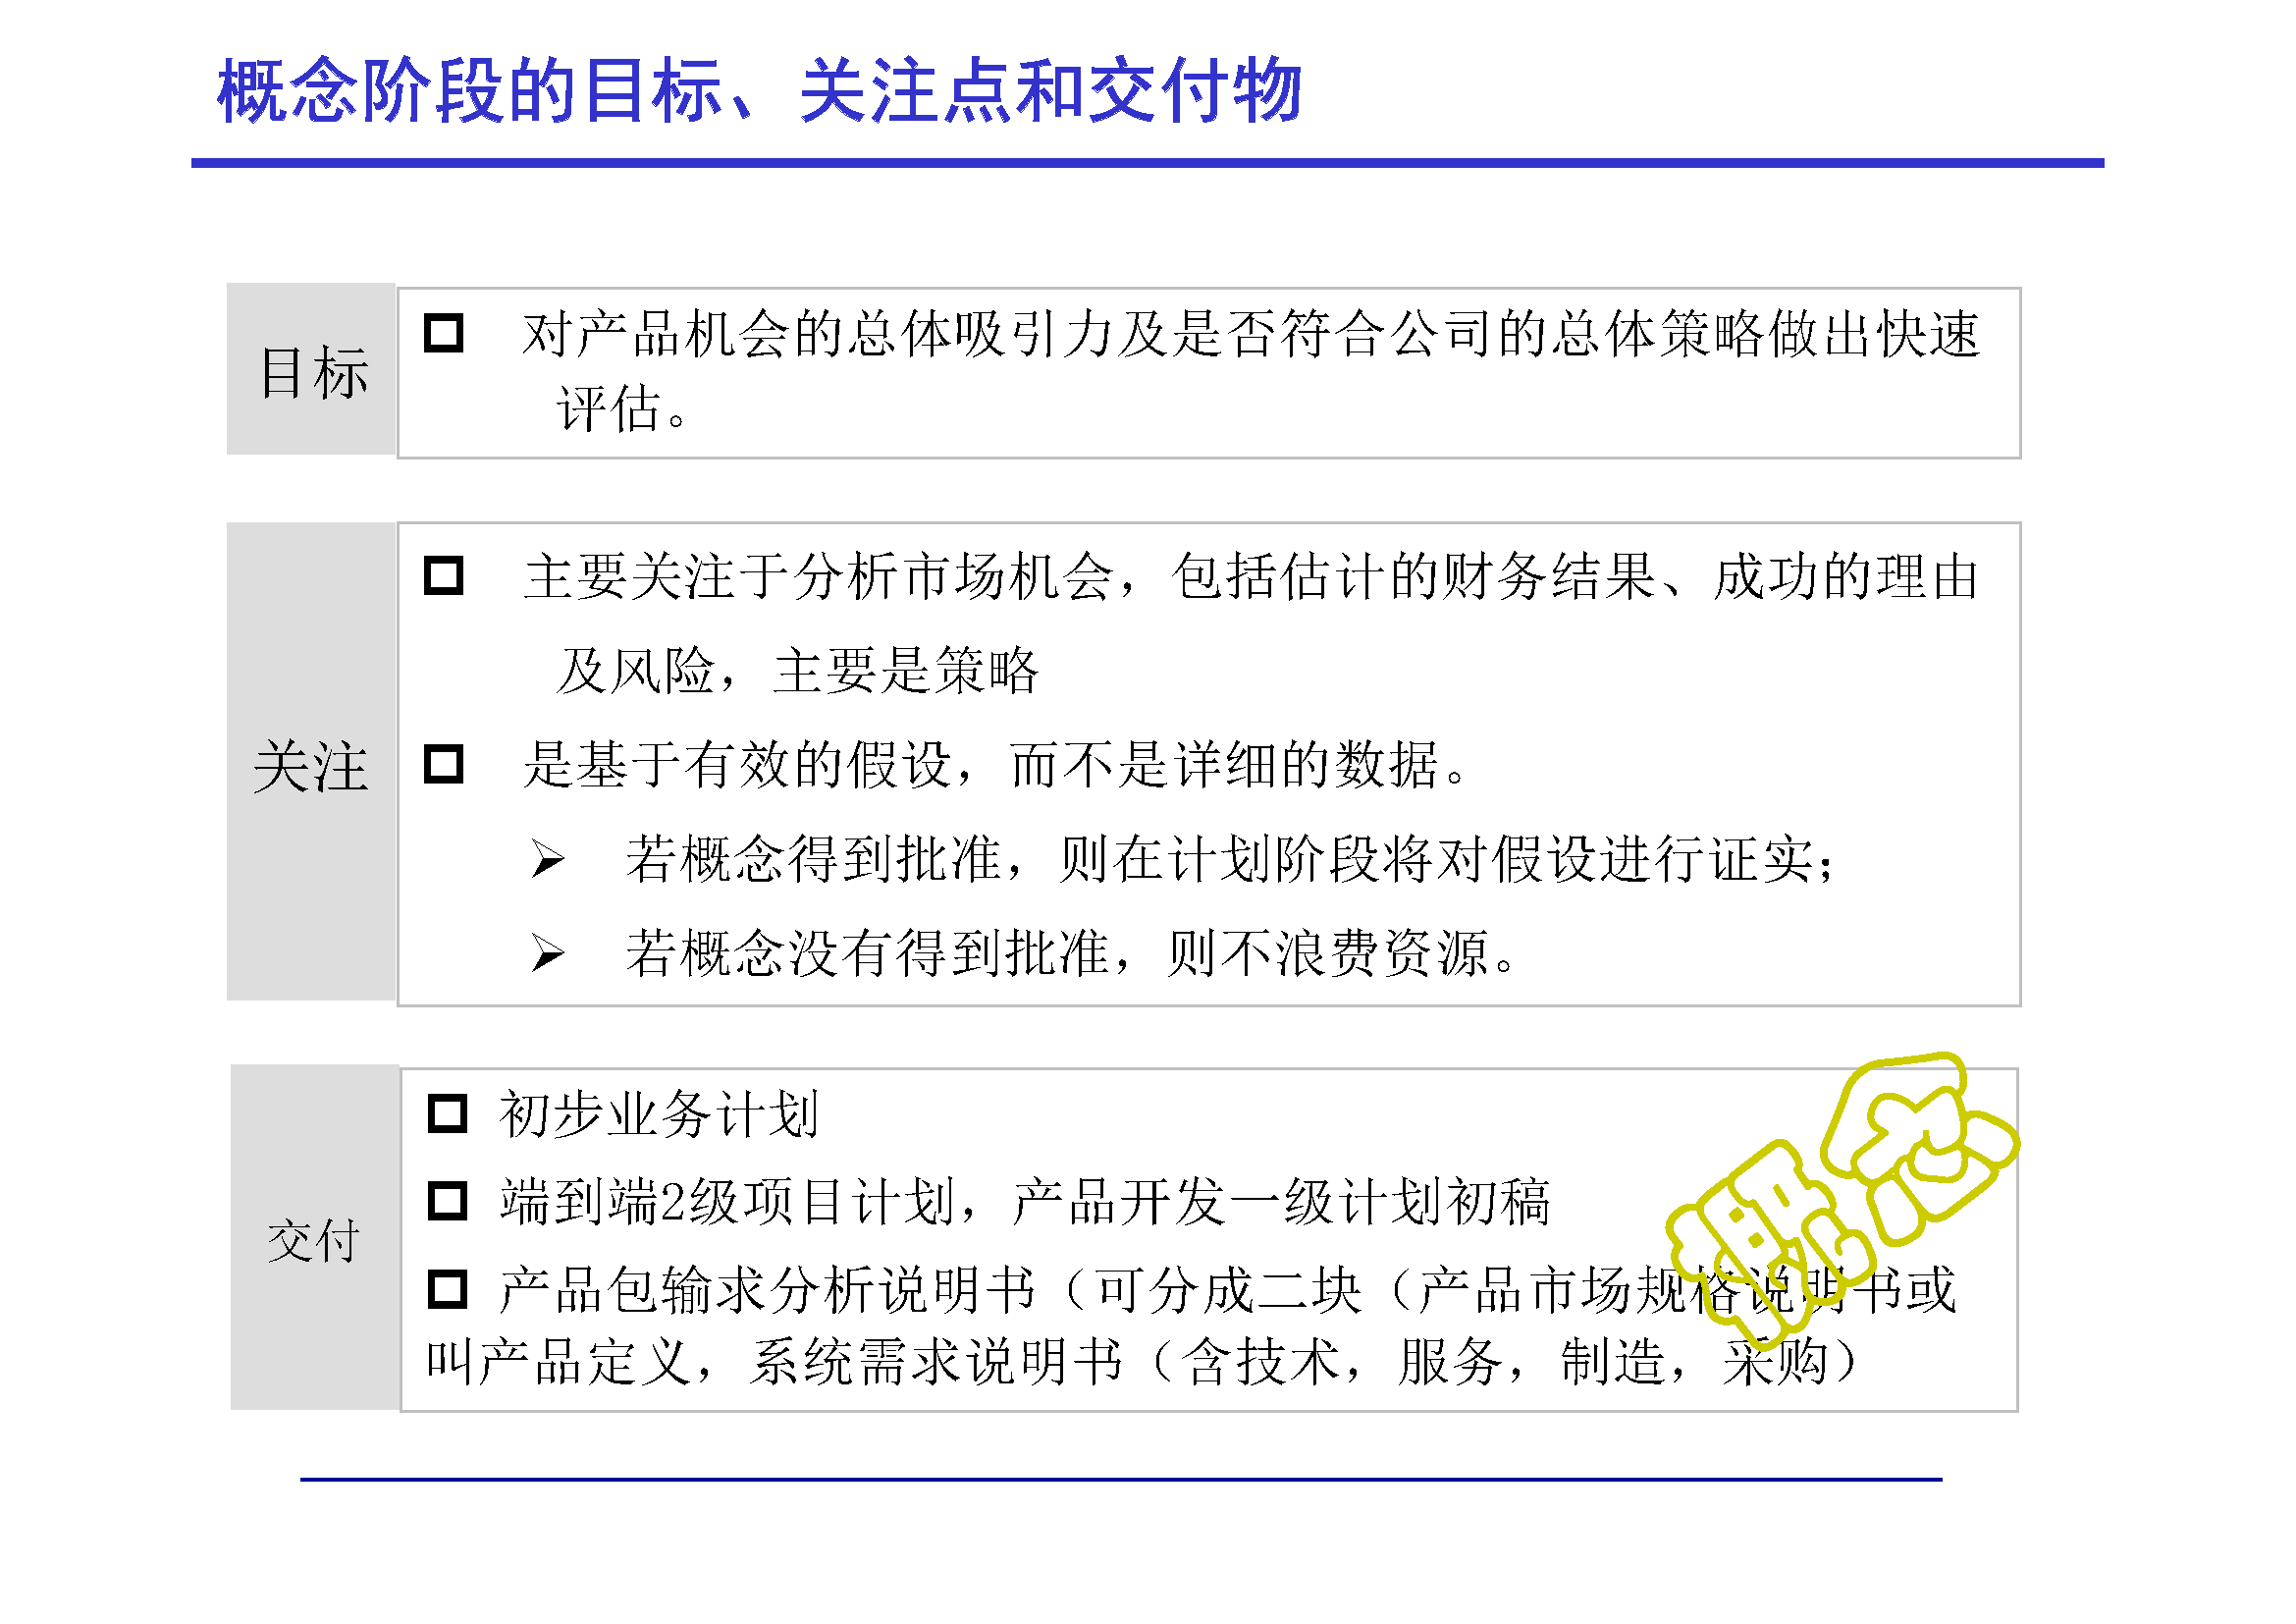 概念阶段的目标、关注点和交付物
目标
对产品机会的总体吸引力及是否符合公司的总体策略做出快速
评估。
关注
主要关注于分析市场机会，包括估计的财务结果、成功的理由
及风险，主要是策略
是基于有效的假设，而不是详细的数据。
若概念得到批准，则在计划阶段将对假设进行证实；
若概念没有得到批准，则不浪费资源。
交付
初步业务计划
端到端2级项目计划，产品开发一级计划初稿
产品包输求分析说明书（可分成二块（产品市场规格说明书或
叫产品定义，系统需求说明书（含技术，服务，制造，采购）
概念